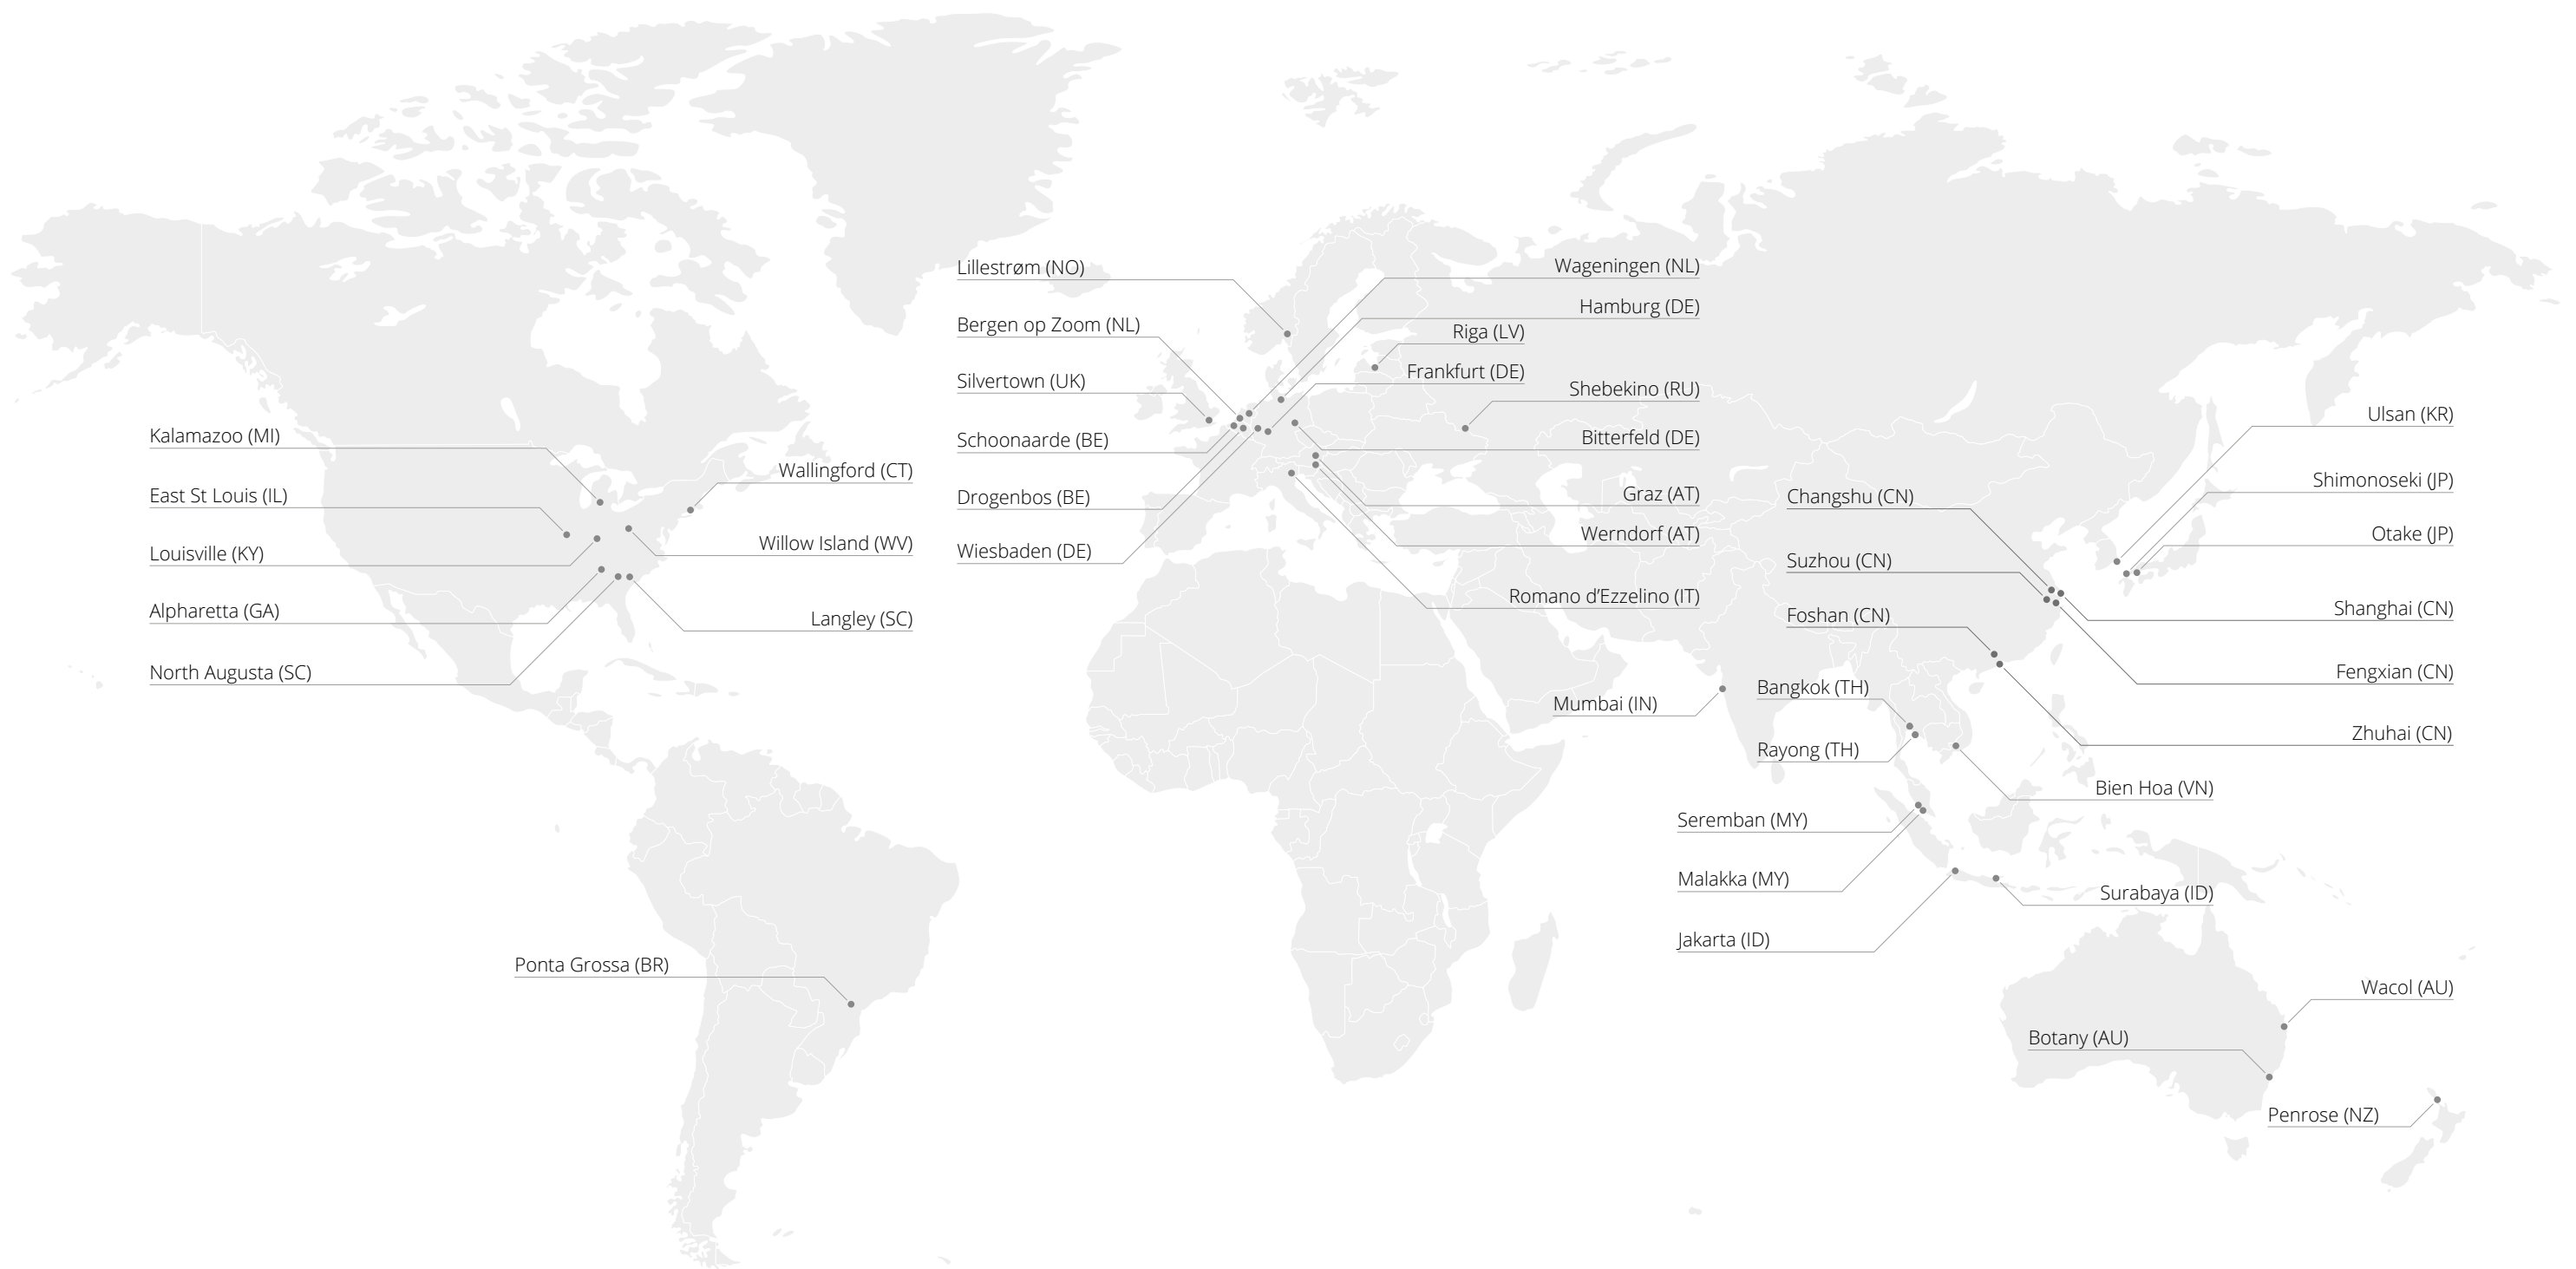 Lillestrøm (NO)
Wageningen (NL)
Hamburg (DE)
Bergen op Zoom (NL)
Riga (LV)
Frankfurt (DE)
Silvertown (UK)
Shebekino (RU)
Schoonaarde (BE)
Bitterfeld (DE)
Drogenbos (BE)
Graz (AT)
Werndorf (AT)
Wiesbaden (DE)
Romano d’Ezzelino (IT)
Kalamazoo (MI)
Wallingford (CT)
East St Louis (IL)
Louisville (KY)
Willow Island (WV)
Alpharetta (GA)
Langley (SC)
North Augusta (SC)
Ponta Grossa (BR)
Ulsan (KR)
Shimonoseki (JP)
Changshu (CN)
Otake (JP)
Suzhou (CN)
Shanghai (CN)
Foshan (CN)
Fengxian (CN)
Mumbai (IN)
Bangkok (TH)
Zhuhai (CN)
Rayong (TH)
Bien Hoa (VN)
Seremban (MY)
Malakka (MY)
Surabaya (ID)
Jakarta (ID)
Wacol (AU)
Botany (AU)
Penrose (NZ)